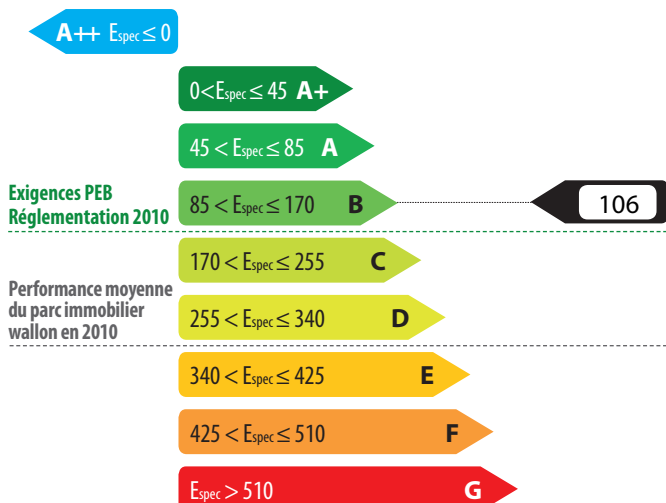 A++ Espec ≤ 0
0<Espec ≤ 45 A+
45 < Espec ≤ 85 A
Exigences PEB
Réglementation 2010
85 < Espec ≤ 170 B
106
170 < Espec ≤ 255 C
Performance moyenne
du parc immobilier
wallon en 2010
255 < Espec ≤ 340 D
340 < Espec ≤ 425 E
425 < Espec ≤ 510 F
Espec > 510 G